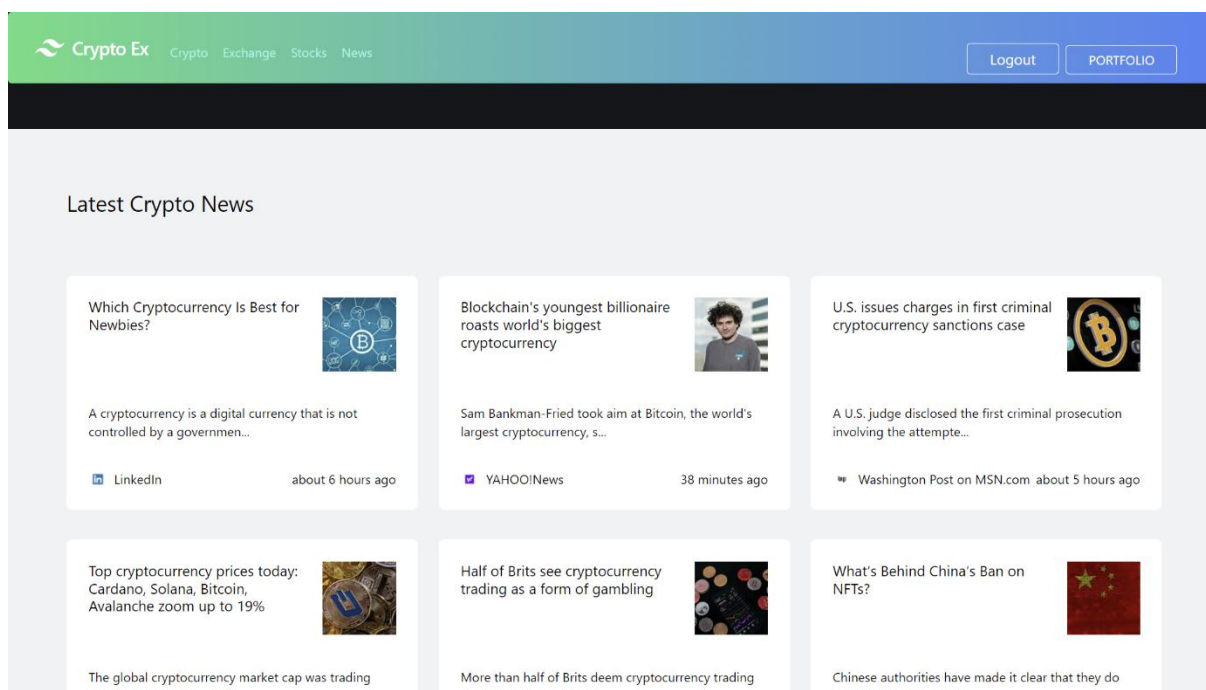 Crypto Ex
Crypto Exchange Stocks News
Logout
PORTFOLIO
Latest Crypto News
Which Cryptocurrency Is Best for
Newbies?
A cryptocurrency is a digital currency that is not
controlled by a governmen...
LinkedIn about 6 hours ago
Blockchain's youngest billionaire
roasts world's biggest
cryptocurrency
Sam Bankman-Fried took aim at Bitcoin, the world's
largest cryptocurrency, s...
YAHOO!News 38 minutes ago
U.S. issues charges in first criminal
cryptocurrency sanctions case
A U.S. judge disclosed the first criminal prosecution
involving the attempte...
Washington Post on MSN.com about 5 hours ago
Top cryptocurrency prices today:
Cardano, Solana, Bitcoin,
Avalanche zoom up to 19%
The global cryptocurrency market cap was trading
Half of Brits see cryptocurrency
trading as a form of gambling
More than half of Brits deem cryptocurrency trading
What's Behind China's Ban on
NFTs?
Chinese authorities have made it clear that they do